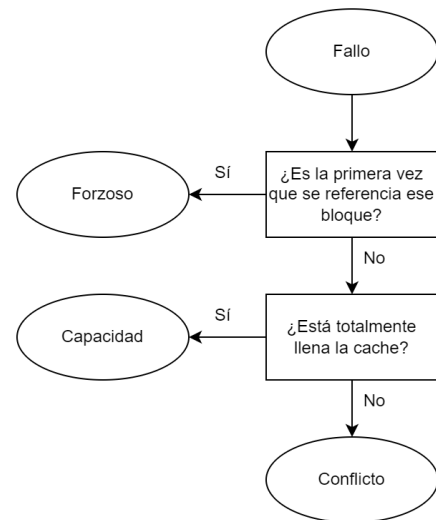 Fallo
Sí
¿Es la primera vez
que se referencia ese
bloque?
Forzoso
No
Sí
¿Está totalmente
llena la cache?
Capacidad
No
Conflicto